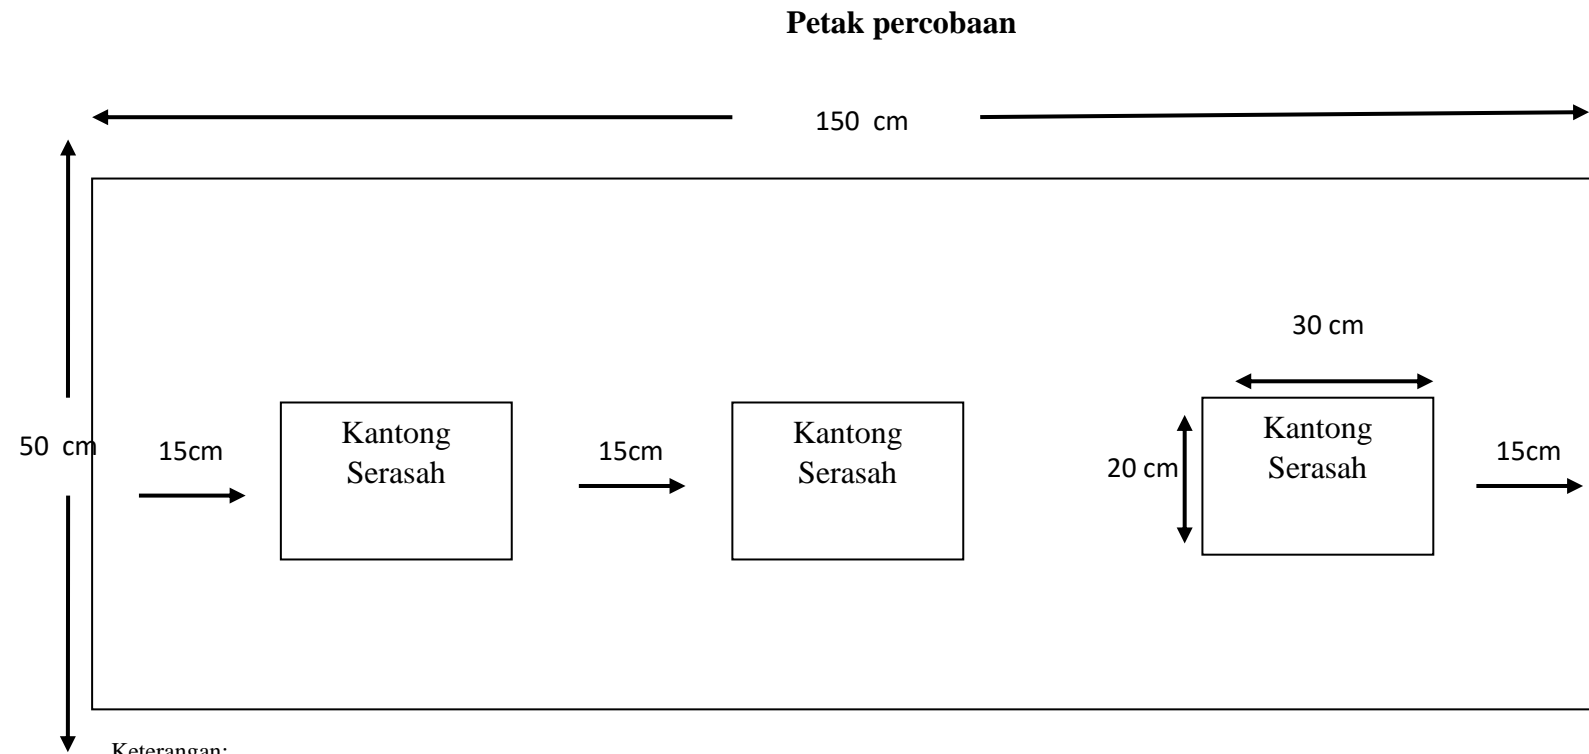 Petak percobaan
150 cm
30 cm
50 cm
15cm
Kantong
Serasah
15cm
Kantong
Serasah
20 cm
Kantong
Serasah
15cm
Keterangan: